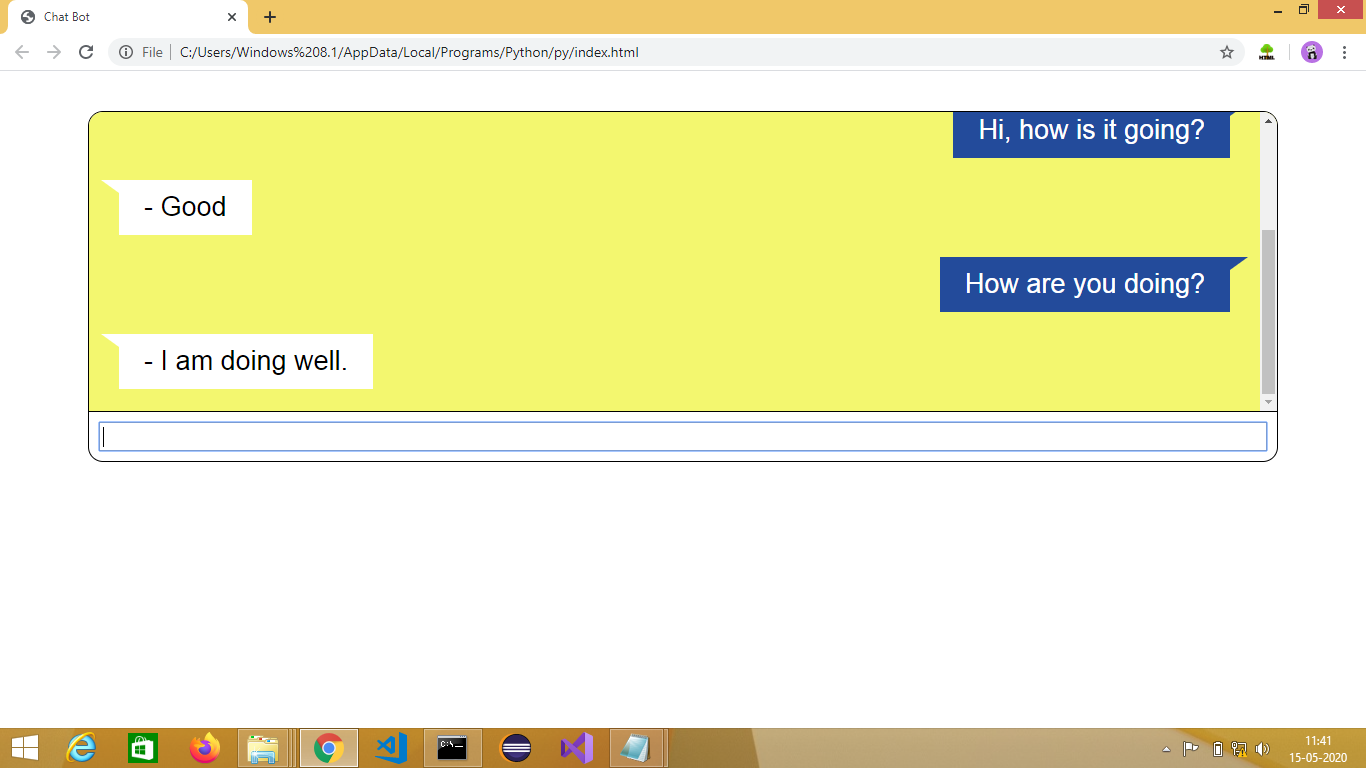 Chat Bot
File
C:/Users/Windows%208.1/AppData/Local/Programs/Python/py/index.html
HTML
Hi, how is it going?
- Good
How are you doing?
- I am doing well.
C:\
11:41
15-05-2020